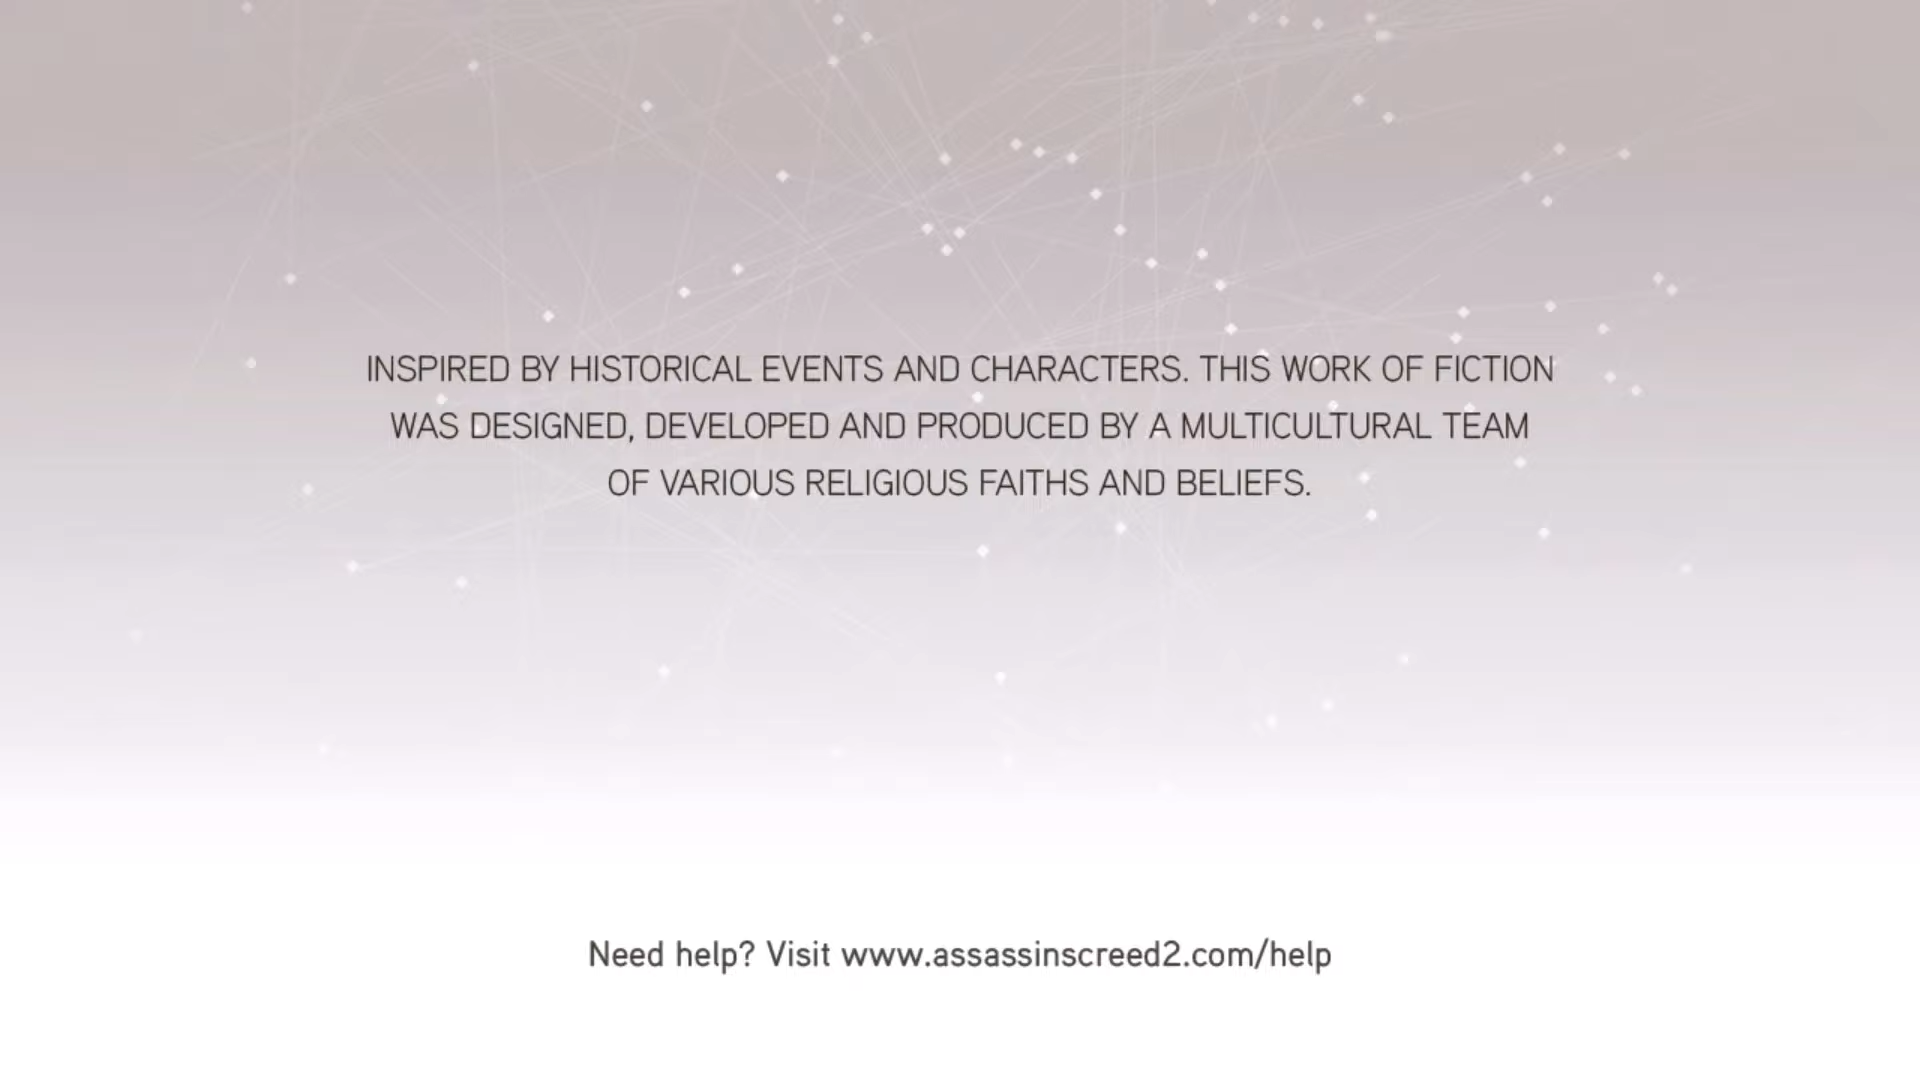 INSPIRED BY HISTORICAL EVENTS AND CHARACTERS. THIS WORK OF FICTION
WAS DESIGNED, DEVELOPED AND PRODUCED BY A MULTICULTURAL TEAM
OF VARIOUS RELIGIOUS FAITHS AND BELIEFS.
Need help? Visit www.assassinscreed2.com/help